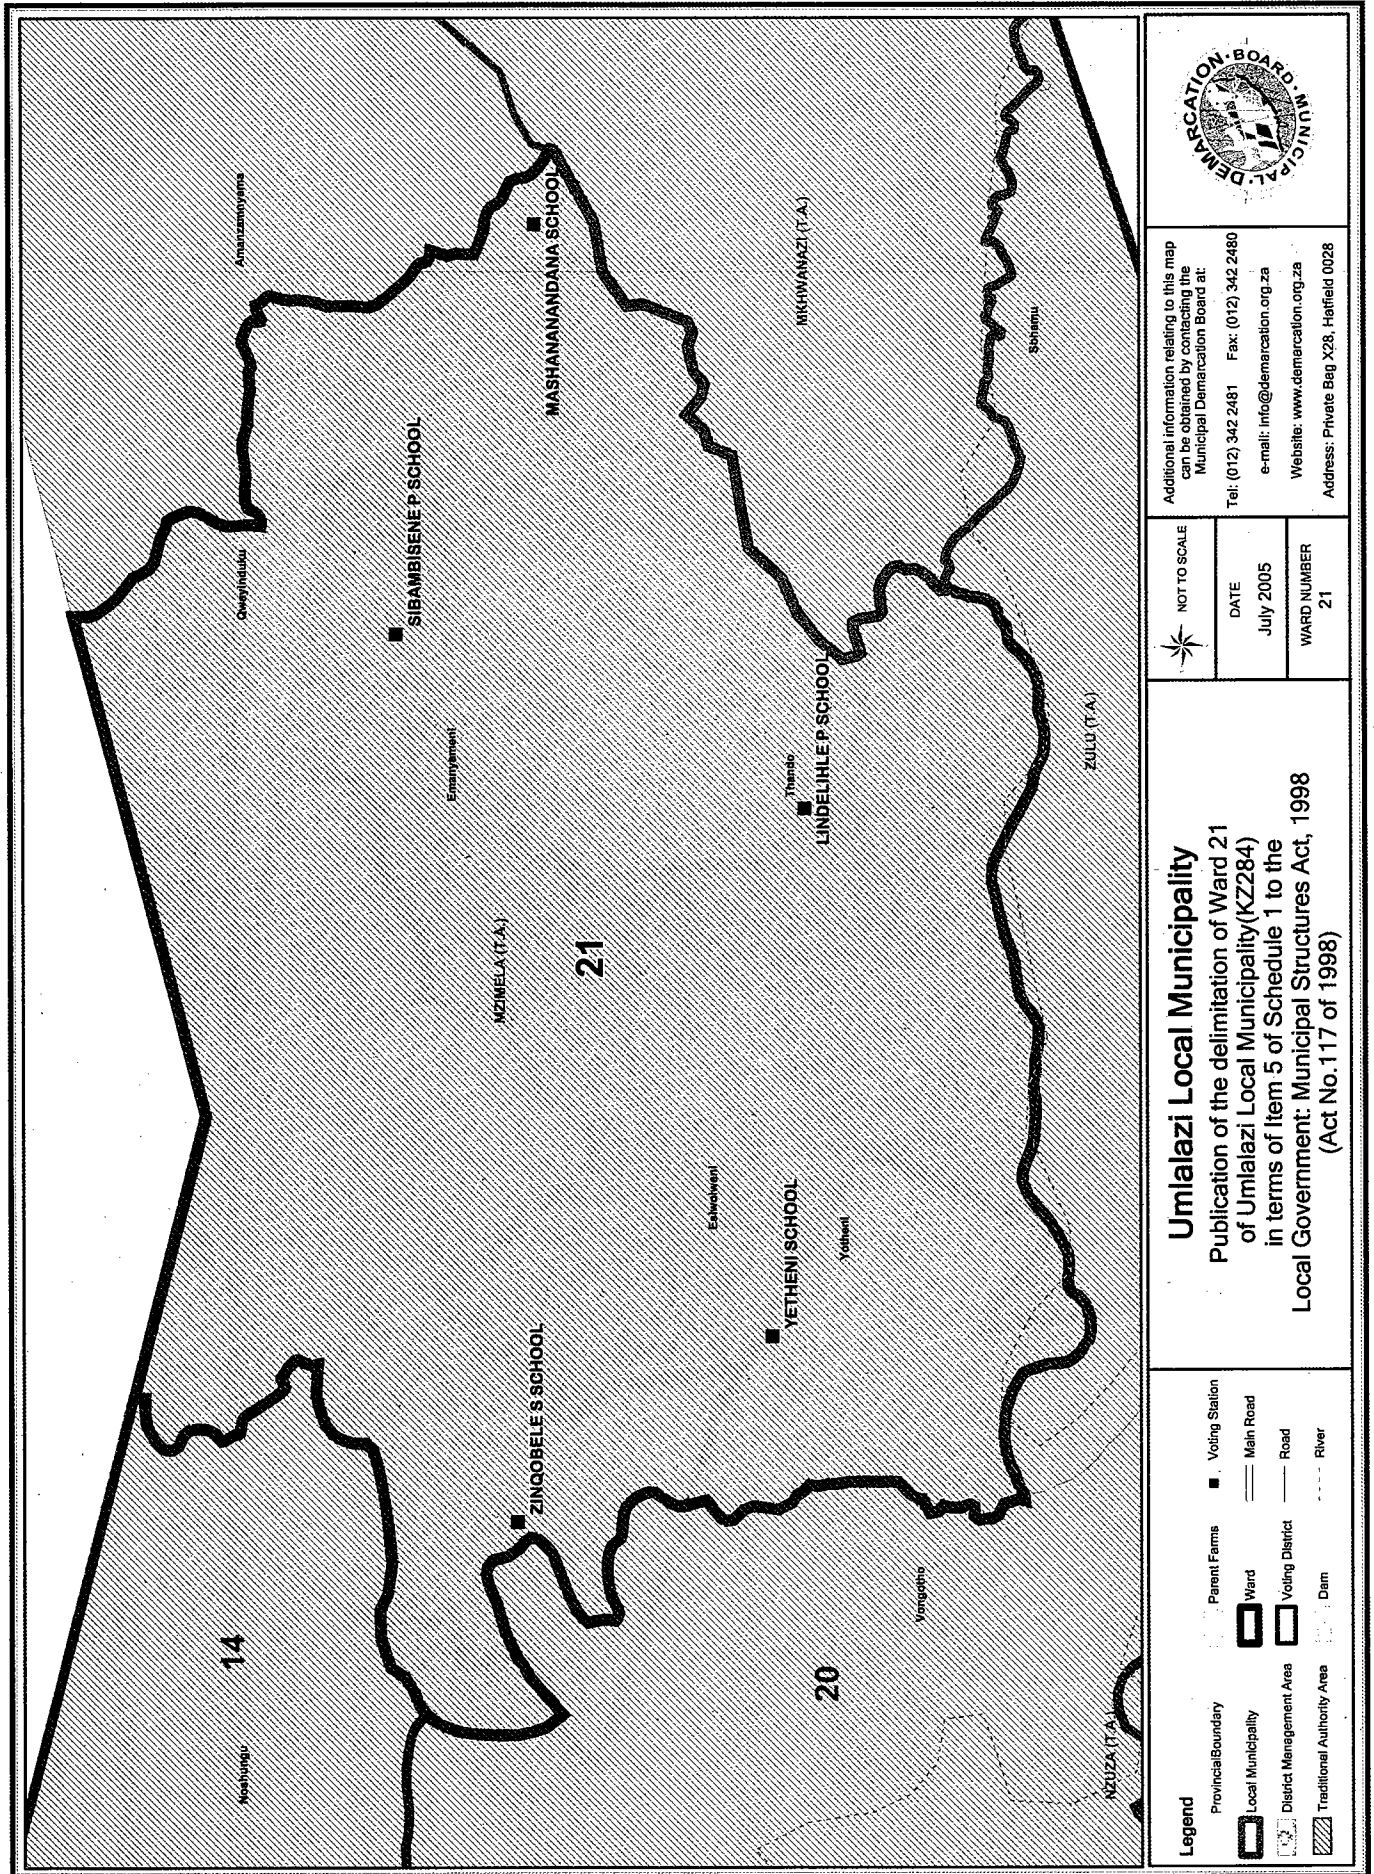 Amanzamnyama
MASHANANANDANA SCHOOL
MKHWANAZI (T.A.)
Sbhamu
Qwayinduku
SIBAMBISENE P SCHOOL
Emanyameni
Thando
LINDELIHLE P SCHOOL
ZULU (T.A.)
MZIMELA (T.A.)
21
YETHENI SCHOOL
Yetheni
ZINQOBELE S SCHOOL
14
20
Vongotho
NZUZA (T.A.)
Legend
ProvincialBoundary
Local Municipality
District Management Area
Traditional Authority Area
Parent Farms
Ward
Voting District
Dam
Voting Station
Main Road
Road
River
Umlalazi Local Municipality
Publication of the delimitation of Ward 21
of Umlalazi Local Municipality(KZ284)
in terms of Item 5 of Schedule 1 to the
Local Government: Municipal Structures Act, 1998
(Act No.117 of 1998)
NOT TO SCALE
DATE
July 2005
WARD NUMBER
21
Additional information relating to this map
can be obtained by contacting the
Municipal Demarcation Board at:
Tel: (012) 342 2481 Fax: (012) 342 2480
e-mail: info@demarcation.org.za
Website: www.demarcation.org.za
Address: Private Bag X28, Hatfield 0028
MUNICIPAL·DEMARCATION·BOARD·